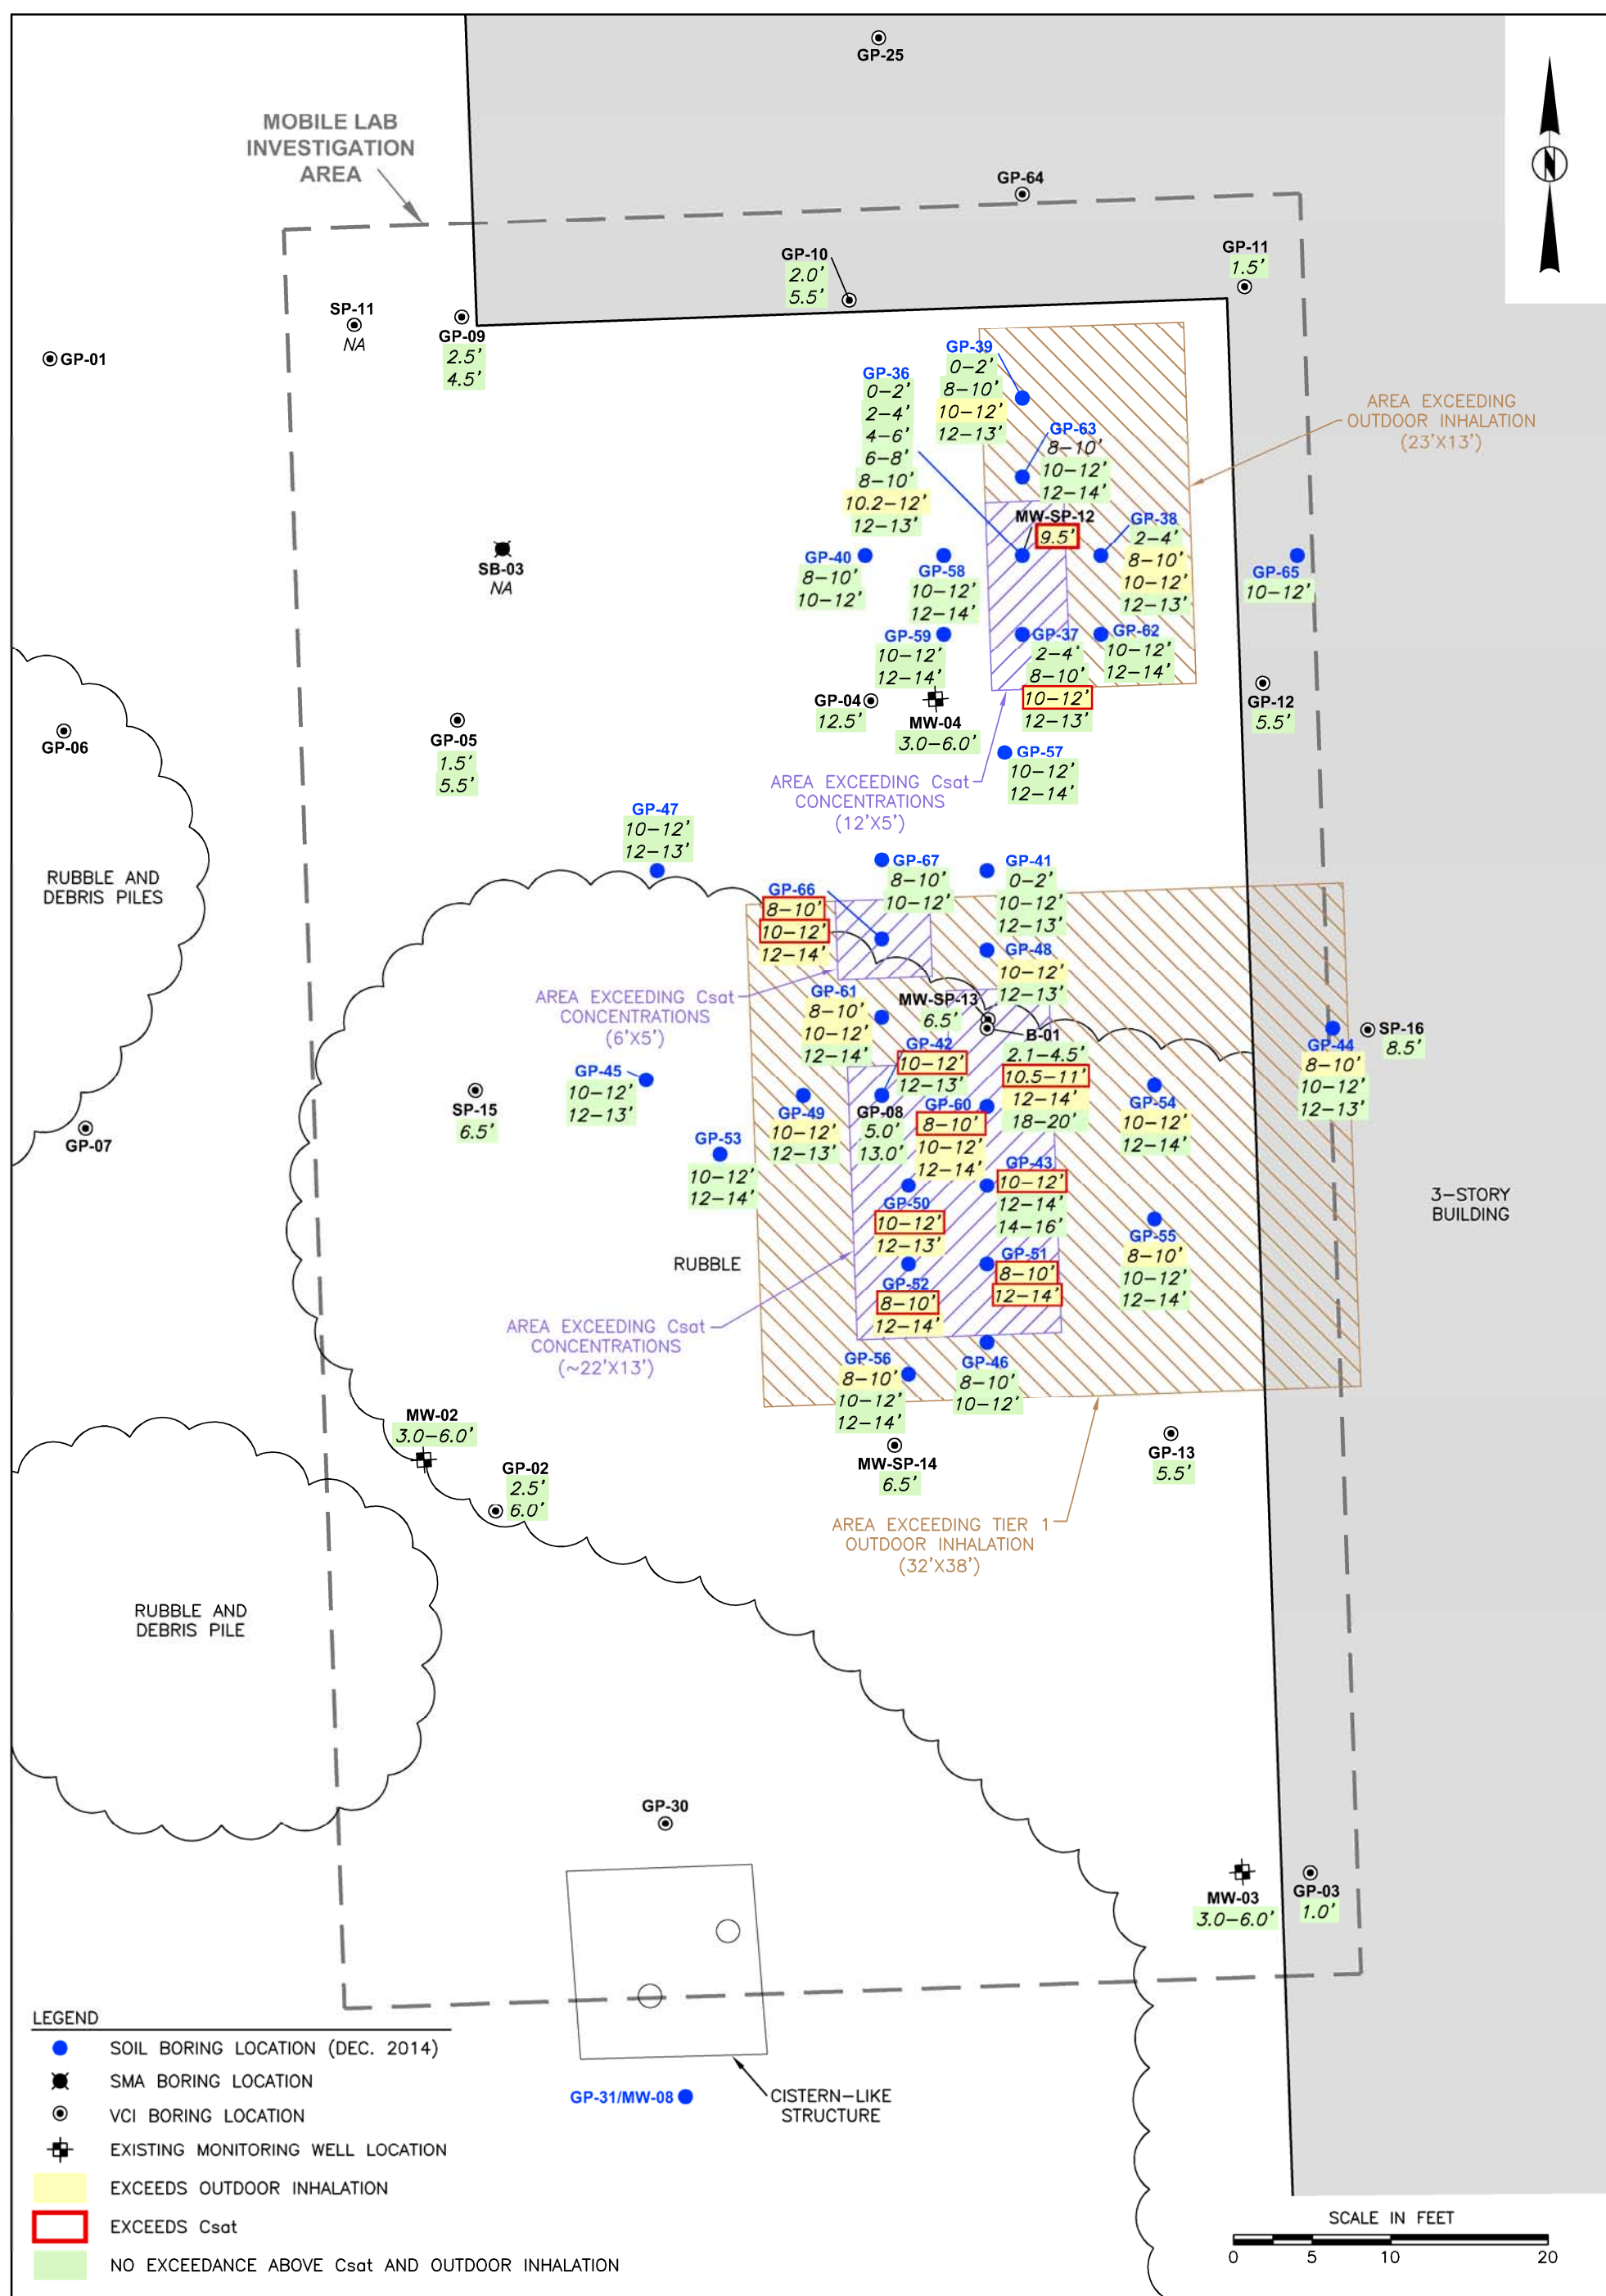 GP-25
MOBILE LAB
INVESTIGATION
AREA
GP-64
GP-10
2.0'
5.5'
GP-11
1.5'
SP-11
NA
GP-09
2.5'
4.5'
GP-01
GP-39
0-2'
8-10'
10-12'
12-13'
GP-36
0-2'
2-4'
4-6'
6-8'
8-10'
10.2-12'
12-13'
AREA EXCEEDING
OUTDOOR INHALATION
(23'X13')
GP-63
8-10'
10-12'
12-14'
MW-SP-12
9.5'
GP-38
2-4'
8-10'
10-12'
12-13'
SB-03
NA
GP-40
8-10'
10-12'
GP-58
10-12'
12-14'
GP-65
10-12'
GP-59
10-12'
12-14'
GP-37
2-4'
8-10'
10-12'
12-13'
GP-62
10-12'
12-14'
GP-04
12.5'
MW-04
3.0-6.0'
GP-12
5.5'
GP-06
GP-05
1.5'
5.5'
GP-57
10-12'
12-14'
AREA EXCEEDING Csat
CONCENTRATIONS
(12'X5')
GP-47
10-12'
12-13'
RUBBLE AND
DEBRIS PILES
GP-67
8-10'
10-12'
GP-41
0-2'
10-12'
12-13'
GP-66
8-10'
10-12'
12-14'
GP-48
10-12'
12-13'
AREA EXCEEDING Csat
CONCENTRATIONS
(6'X5')
GP-61
8-10'
10-12'
12-14'
MW-SP-13
6.5'
B-01
2.1-4.5'
10.5-11'
12-14'
18-20'
SP-16
8.5'
GP-44
8-10'
10-12'
12-13'
GP-42
10-12'
12-13'
GP-45
10-12'
12-13'
SP-15
6.5'
GP-49
10-12'
12-13'
GP-08
5.0'
13.0'
GP-60
8-10'
10-12'
12-14'
GP-54
10-12'
12-14'
GP-07
GP-53
10-12'
12-14'
GP-43
10-12'
12-14'
14-16'
3-STORY
BUILDING
GP-50
10-12'
12-13'
GP-55
8-10'
10-12'
12-14'
RUBBLE
GP-51
8-10'
12-14'
GP-52
8-10'
12-14'
AREA EXCEEDING Csat
CONCENTRATIONS
(~22'X13')
GP-56
8-10'
10-12'
12-14'
GP-46
8-10'
10-12'
MW-02
3.0-6.0'
GP-02
2.5'
6.0'
MW-SP-14
6.5'
GP-13
5.5'
AREA EXCEEDING TIER 1
OUTDOOR INHALATION
(32'X38')
RUBBLE AND
DEBRIS PILE
GP-30
MW-03
3.0-6.0'
GP-03
1.0'
GP-31/MW-08
CISTERN-LIKE
STRUCTURE
LEGEND
SOIL BORING LOCATION (DEC. 2014)
SMA BORING LOCATION
VCI BORING LOCATION
EXISTING MONITORING WELL LOCATION
EXCEEDS OUTDOOR INHALATION
EXCEEDS Csat
NO EXCEEDANCE ABOVE Csat AND OUTDOOR INHALATION
SCALE IN FEET
0 5 10 20
N